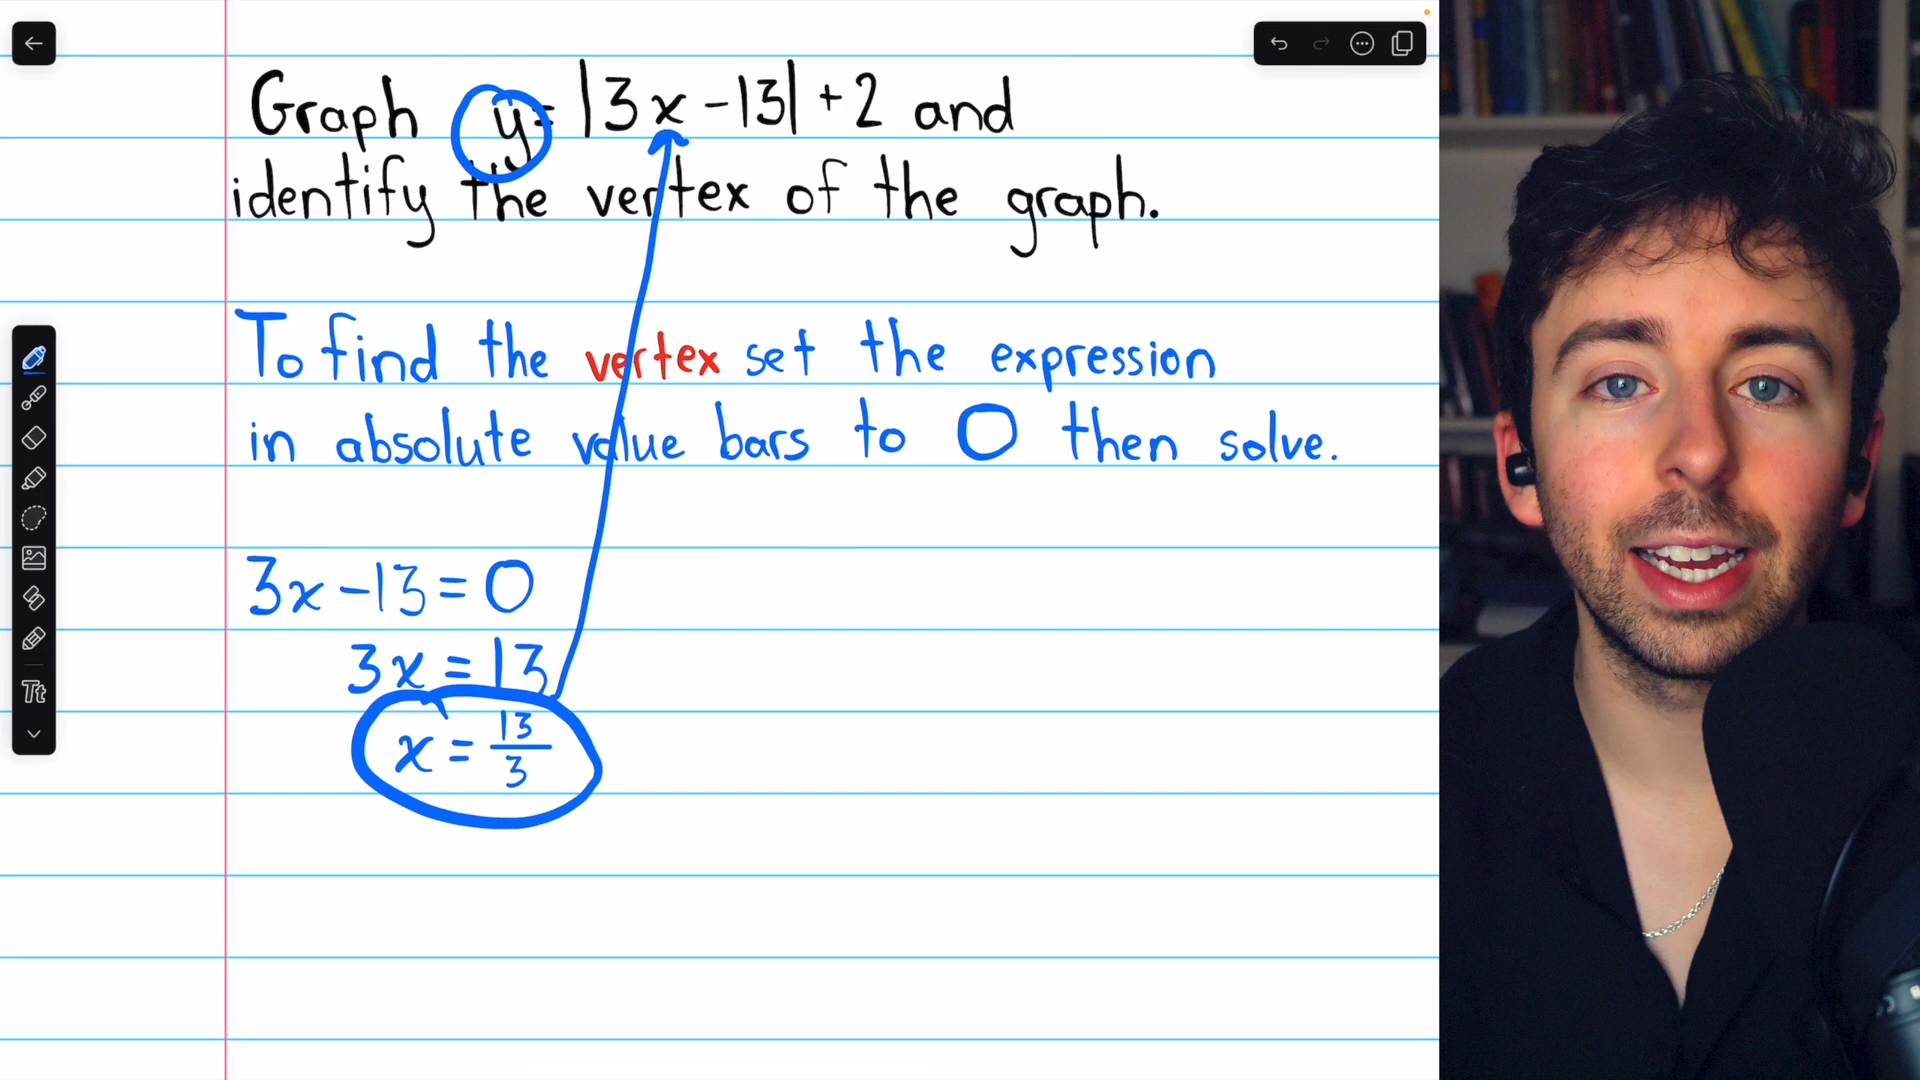 Graph y = |3x - 13| + 2 and
identify the vertex of the graph.
To find the vertex set the expression
in absolute value bars to 0 then solve.
3x - 13 = 0
3x = 13
x = 13/3
Tt